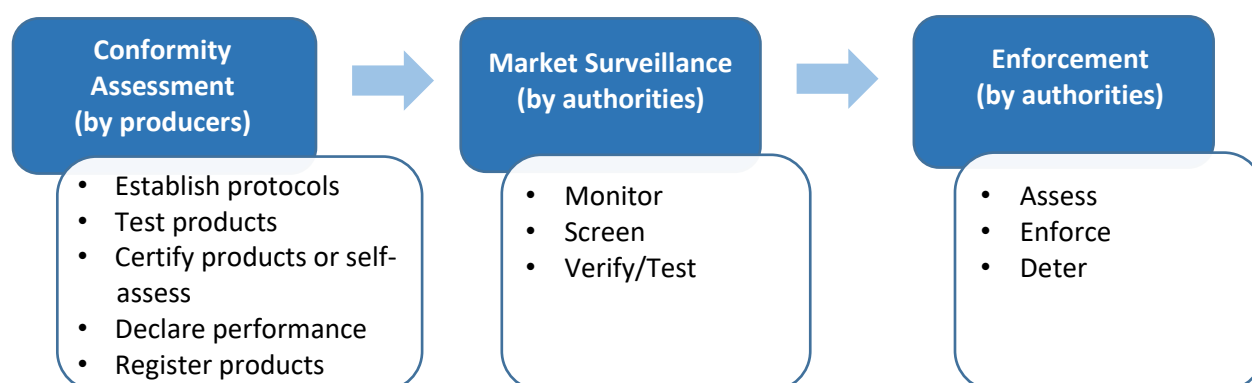 Conformity
Assessment
(by producers)
• Establish protocols
• Test products
• Certify products or self-
assess
• Declare performance
• Register products
Market Surveillance
(by authorities)
• Monitor
• Screen
• Verify/Test
Enforcement
(by authorities)
• Assess
• Enforce
• Deter